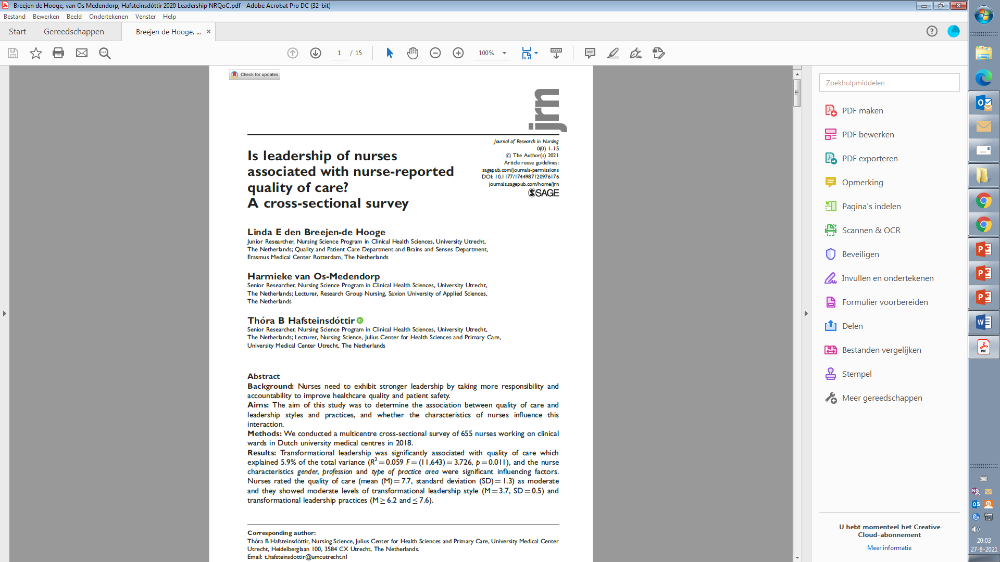 Breejen de Hooge, van Os Medendorp, Hafsteinsdóttir 2020 Leadership NRQoC.pdf - Adobe Acrobat Pro DC (32-bit)
Bestand Bewerken Beeld Ondertekenen Venster Help
Start Gereedschappen Breejen de Hooge, ... ×
1 / 15 100%
Check for updates
jrn
Journal of Research in Nursing
0(0) 1–15
© The Author(s) 2021
Article reuse guidelines:
sagepub.com/journals-permissions
DOI: 10.1177/1744987120976176
journals.sagepub.com/home/jrn
SAGE
Is leadership of nurses
associated with nurse-reported
quality of care?
A cross-sectional survey
Linda E den Breejen-de Hooge
Junior Researcher, Nursing Science Program in Clinical Health Sciences, University Utrecht,
The Netherlands; Quality and Patient Care Department and Brains and Senses Department,
Erasmus Medical Center Rotterdam, The Netherlands
Harmieke van Os-Medendorp
Senior Researcher, Nursing Science Program in Clinical Health Sciences, University Utrecht,
The Netherlands; Lecturer, Research Group Nursing, Saxion University of Applied Sciences,
The Netherlands
Thóra B Hafsteinsdóttir iD
Senior Researcher, Nursing Science Program in Clinical Health Sciences, University Utrecht,
The Netherlands; Lecturer, Nursing Science, Julius Center for Health Sciences and Primary Care,
University Medical Center Utrecht, The Netherlands
Abstract
Background: Nurses need to exhibit stronger leadership by taking more responsibility and
accountability to improve healthcare quality and patient safety.
Aims: The aim of this study was to determine the association between quality of care and
leadership styles and practices, and whether the characteristics of nurses influence this
interaction.
Methods: We conducted a multicentre cross-sectional survey of 655 nurses working on clinical
wards in Dutch university medical centres in 2018.
Results: Transformational leadership was significantly associated with quality of care which
explained 5.9% of the total variance (R² = 0.059 F = (11,643) = 3.726, p = 0.011), and the nurse
characteristics gender, profession and type of practice area were significant influencing factors.
Nurses rated the quality of care (mean (M) = 7.7, standard deviation (SD) = 1.3) as moderate
and they showed moderate levels of transformational leadership style (M = 3.7, SD = 0.5) and
transformational leadership practices (M ≥ 6.2 and ≤ 7.6).
Corresponding author:
Thóra B Hafsteinsdóttir, Nursing Science, Julius Center for Health Sciences and Primary Care, University Medical Center
Utrecht, Heidelberglaan 100, 3584 CX Utrecht, The Netherlands.
Email: t.hafsteinsdottir@umcutrecht.nl
Zoekhulpmiddelen
PDF maken
PDF bewerken
PDF exporteren
Opmerking
Pagina's indelen
Scannen & OCR
Beveiligen
Invullen en ondertekenen
Formulier voorbereiden
Delen
Bestanden vergelijken
Stempel
Meer gereedschappen
U hebt momenteel het Creative
Cloud-abonnement
Meer informatie
20:03
27-8-2021